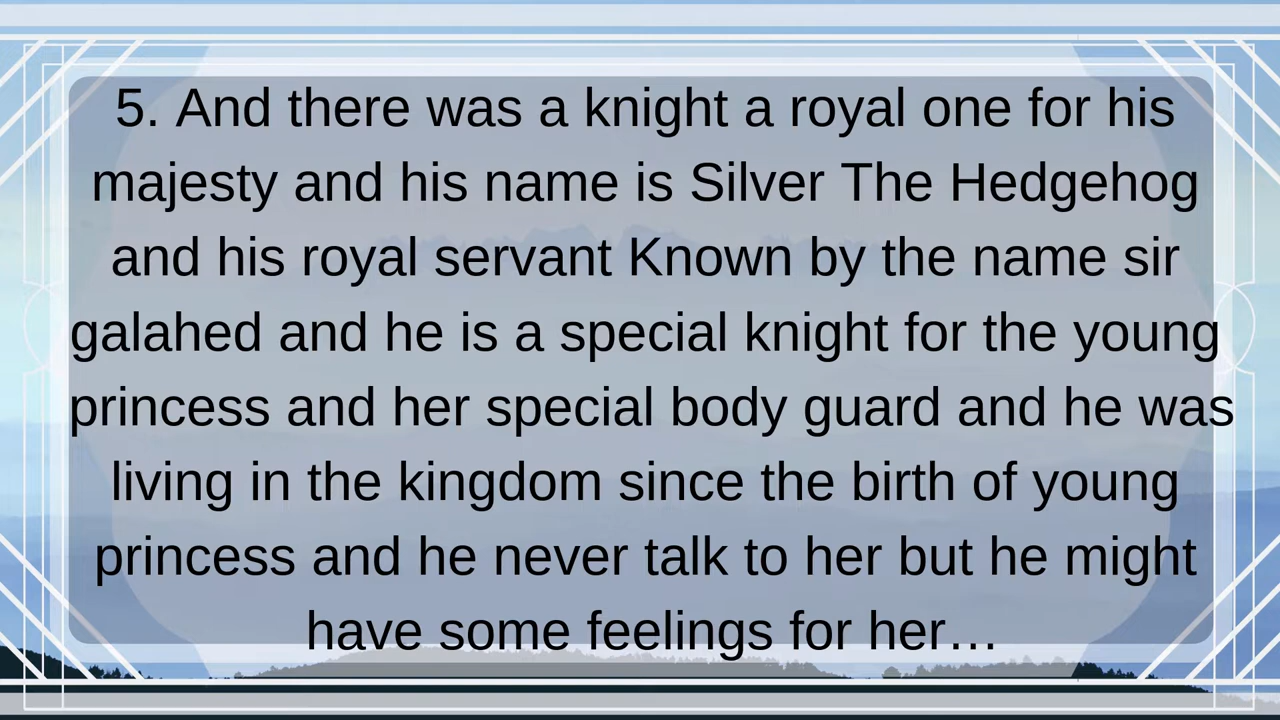 5. And there was a knight a royal one for his
majesty and his name is Silver The Hedgehog
and his royal servant Known by the name sir
galahed and he is a special knight for the young
princess and her special body guard and he was
living in the kingdom since the birth of young
princess and he never talk to her but he might
have some feelings for her…